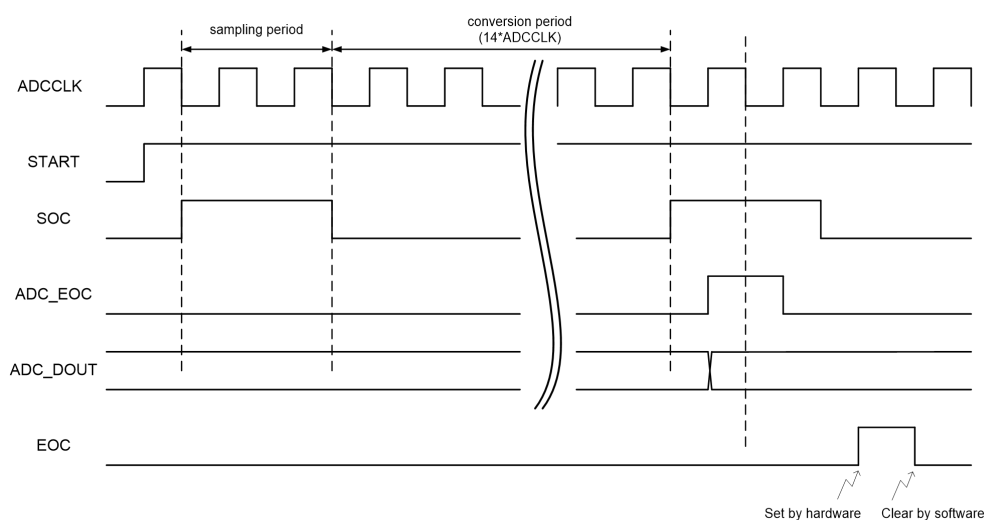 sampling period
conversion period
(14*ADCCLK)
ADCCLK
START
SOC
ADC_EOC
ADC_DOUT
EOC
Set by hardware
Clear by software